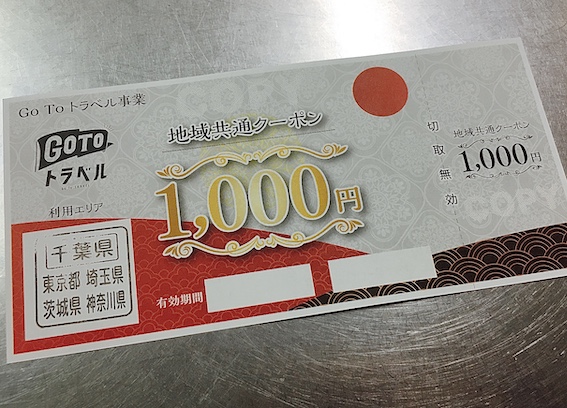 Go To トラベル事業
GOTO
トラベル
利用エリア
千葉県
東京都 埼玉県
茨城県 神奈川県
地域共通クーポン
1,000円
有効期間
切取無効
地域共通クーポン
1,000円
COPY